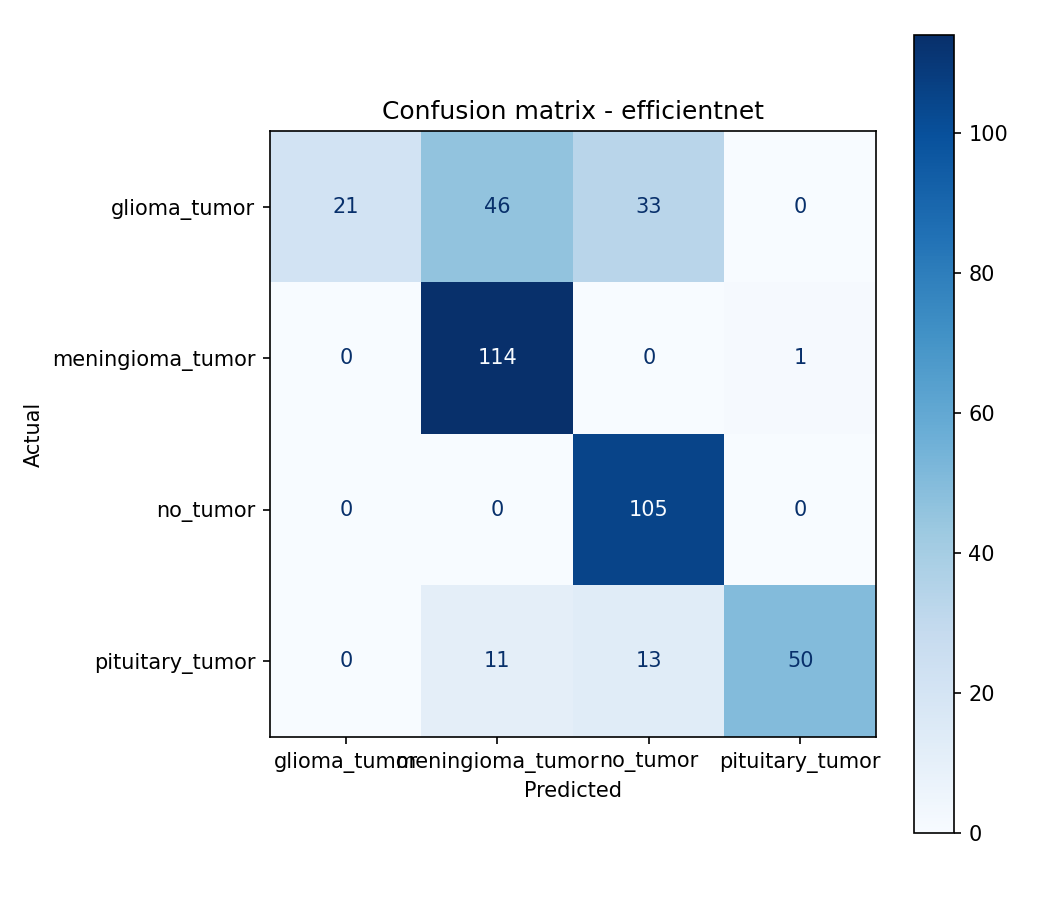 Confusion matrix - efficientnet
glioma_tumor 21 46 33 0
meningioma_tumor 0 114 0 1
no_tumor 0 0 105 0
pituitary_tumor 0 11 13 50
Actual
glioma_tumor meningioma_tumor no_tumor pituitary_tumor
Predicted
100
80
60
40
20
0